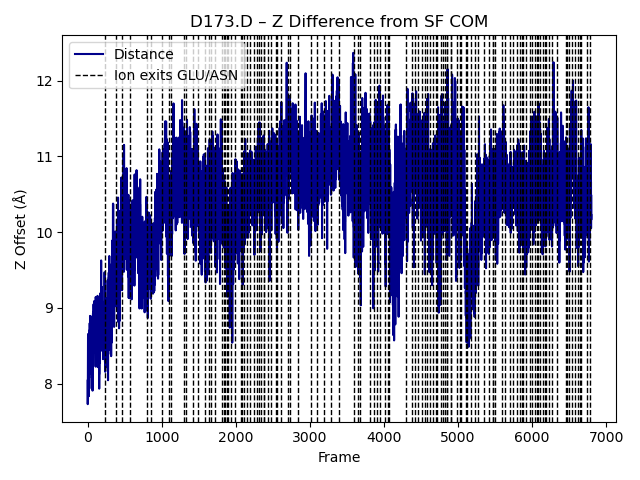 D173.D – Z Difference from SF COM
Distance
Ion exits GLU/ASN
Z Offset (Å)
12
11
10
9
8
0 1000 2000 3000 4000 5000 6000 7000
Frame